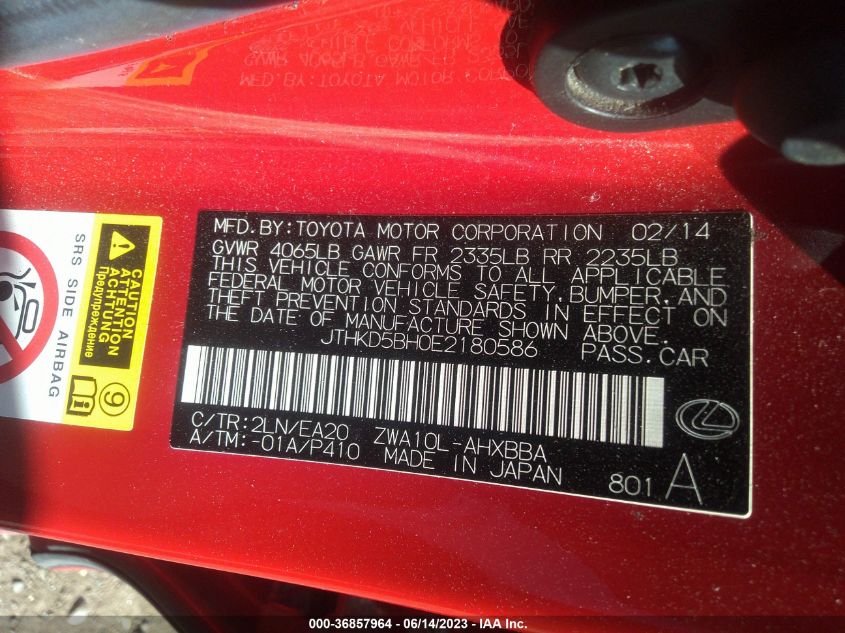 MFD.BY:TOYOTA MOTOR CORPORATION 02/14
GVWR 4065LB GAWR FR 2335LB RR 2235LB
THIS VEHICLE CONFORMS TO ALL APPLICABLE
FEDERAL MOTOR VEHICLE SAFETY,BUMPER,AND
THEFT PREVENTION STANDARDS IN EFFECT ON
THE DATE OF MANUFACTURE SHOWN ABOVE.
JTHKD5BH0E2180586 PASS.CAR
C/TR:2LN/EA20 ZWA10L-AHXBBA
A/TM:-01A/P410 MADE IN JAPAN 801 A
CAUTION
ATTENTION
ACHTUNG
Предупреждение
9
SRS SIDE AIRBAG
000-36857964 - 06/14/2023 - IAA Inc.